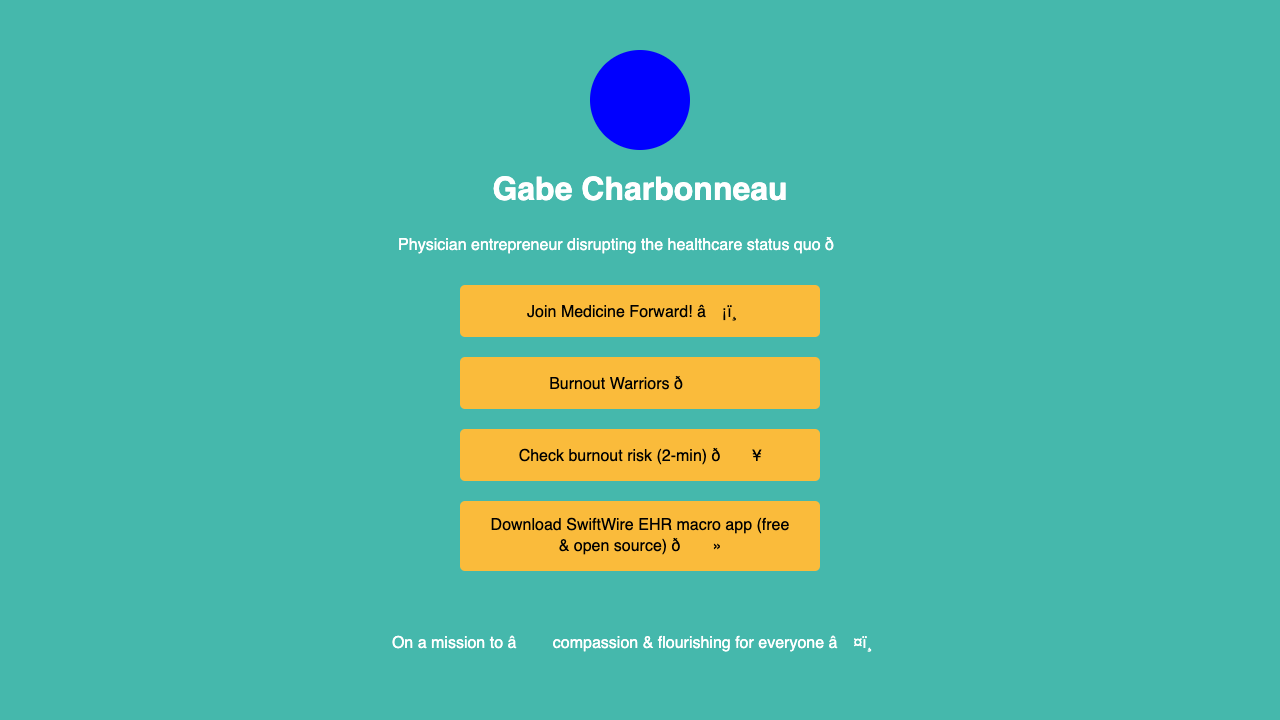 Gabe Charbonneau
Physician entrepreneur disrupting the healthcare status quo ð
Join Medicine Forward! â ¡ï¸
Burnout Warriors ð
Check burnout risk (2-min) ð ¥
Download SwiftWire EHR macro app (free
& open source) ð »
On a mission to â compassion & flourishing for everyone â ¤ï¸